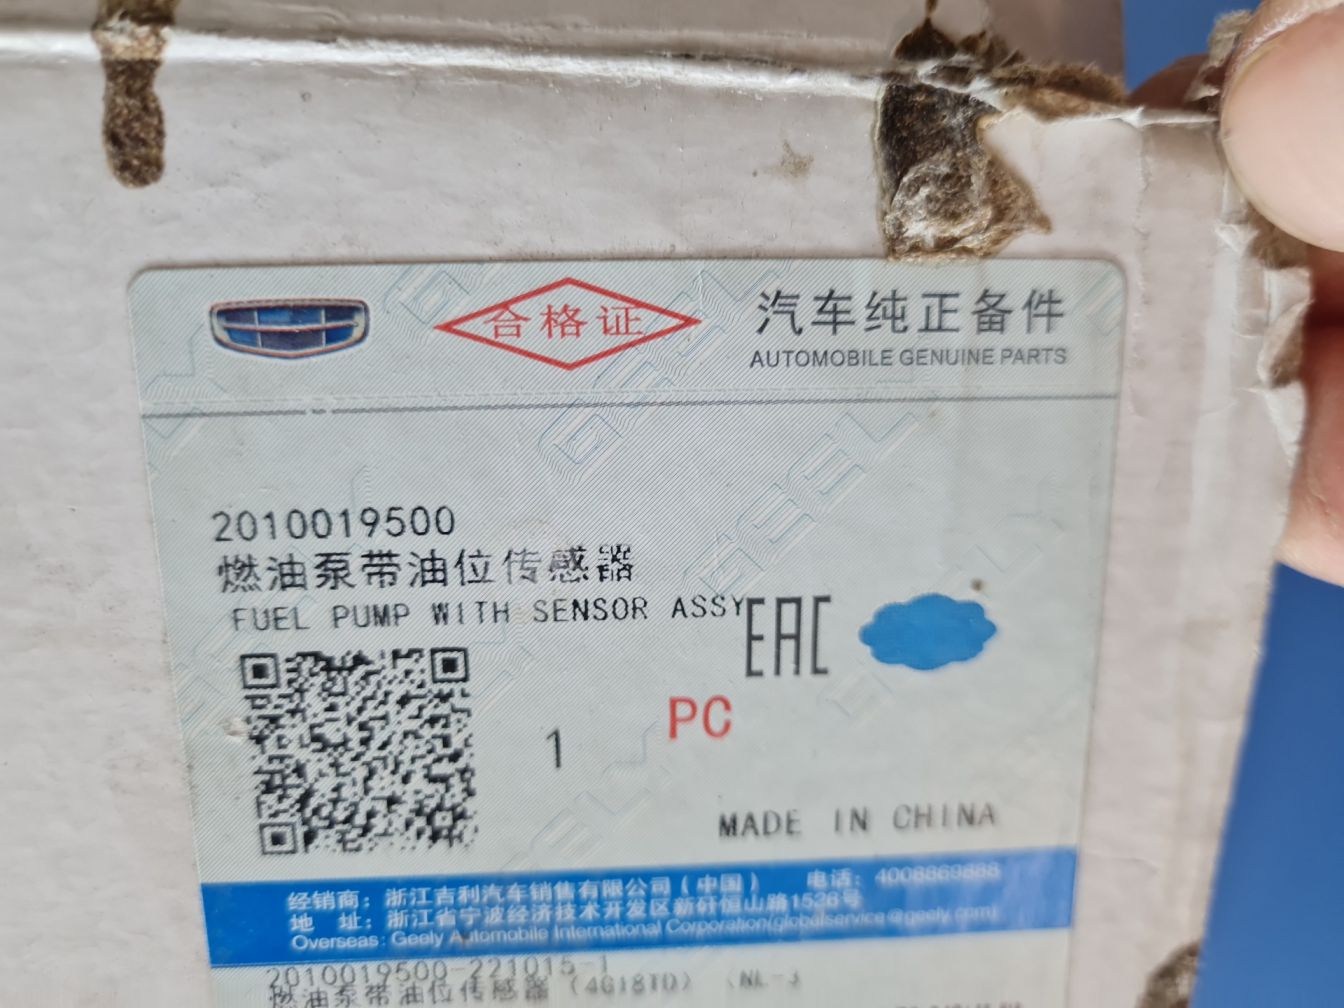 合格证
汽车纯正备件
AUTOMOBILE GENUINE PARTS
2010019500
燃油泵带油位传感器
FUEL PUMP WITH SENSOR ASSY
EAC
1
PC
MADE IN CHINA
经销商：浙江吉利汽车销售有限公司（中国） 电话：4008869888
地 址：浙江省宁波经济技术开发区新矸恒山路1528号
Overseas: Geely Automobile International Corporation(globalservice@geely.com)
2010019500-221015-1
燃油泵带油位传感器（4G18TD） （NL-3